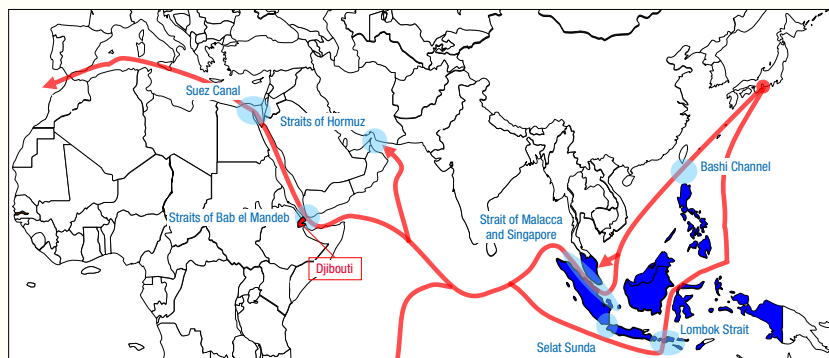 Suez Canal
Straits of Hormuz
Bashi Channel
Straits of Bab el Mandeb
Strait of Malacca
and Singapore
Djibouti
Lombok Strait
Selat Sunda